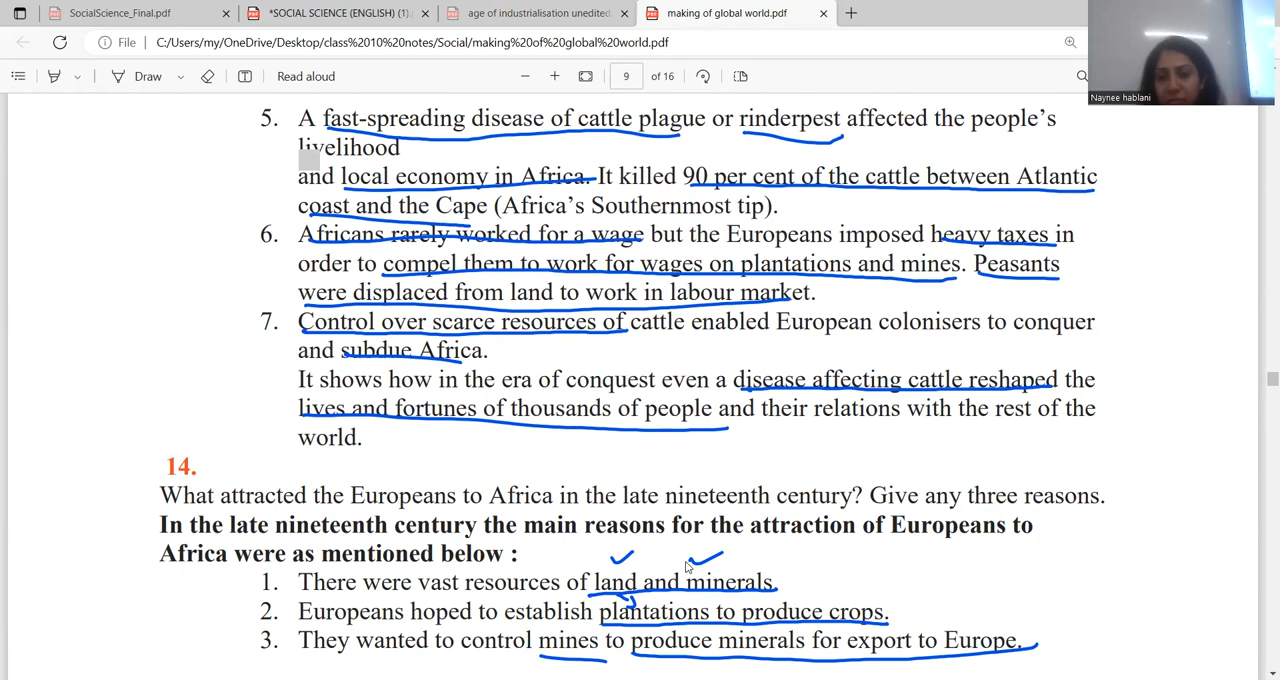 SocialScience_Final.pdf
*SOCIAL SCIENCE (ENGLISH) (1).
age of industrialisation unedited.
making of global world.pdf
File
C:/Users/my/OneDrive/Desktop/class%2010%20notes/Social/making%20of%20global%20world.pdf
Draw
Read aloud
9 of 16
Naynee hablani
5. A fast-spreading disease of cattle plague or rinderpest affected the people's
livelihood
and local economy in Africa. It killed 90 per cent of the cattle between Atlantic
coast and the Cape (Africa's Southernmost tip).
6. Africans rarely worked for a wage but the Europeans imposed heavy taxes in
order to compel them to work for wages on plantations and mines. Peasants
were displaced from land to work in labour market.
7. Control over scarce resources of cattle enabled European colonisers to conquer
and subdue Africa.
It shows how in the era of conquest even a disease affecting cattle reshaped the
lives and fortunes of thousands of people and their relations with the rest of the
world.
14.
What attracted the Europeans to Africa in the late nineteenth century? Give any three reasons.
In the late nineteenth century the main reasons for the attraction of Europeans to
Africa were as mentioned below :
1. There were vast resources of land and minerals.
2. Europeans hoped to establish plantations to produce crops.
3. They wanted to control mines to produce minerals for export to Europe.